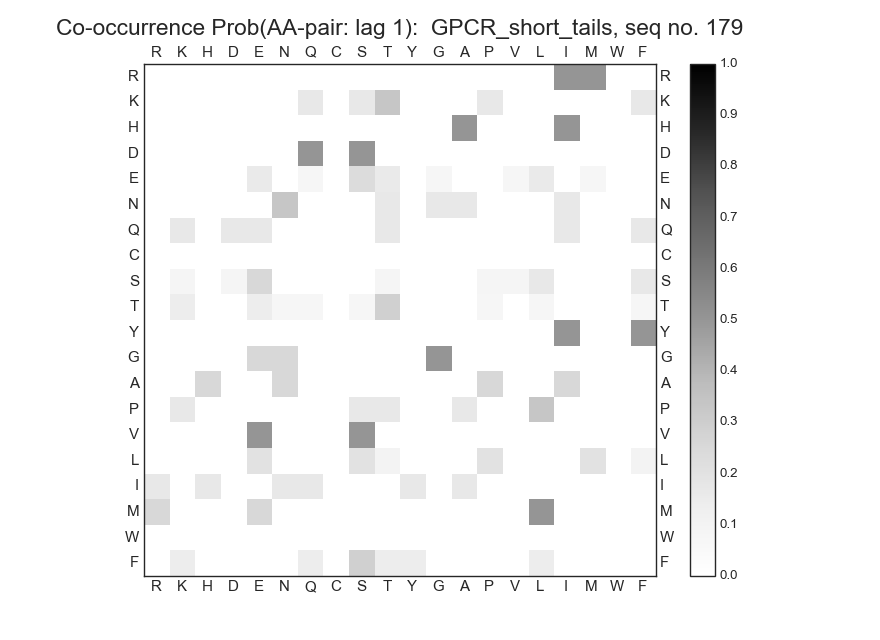 Co-occurrence Prob(AA-pair: lag 1):  GPCR_short_tails, seq no. 179
R K H D E N Q C S T Y G A P V L I M W F
R R 1.0
K K
H H 0.9
D D 0.8
E E
N N 0.7
Q Q
C C 0.6
S S
T T
Y Y 0.5
G G
A A 0.4
P P
V V 0.3
L L 0.2
I I
M M 0.1
W W
F F 0.0
R K H D E N Q C S T Y G A P V L I M W F